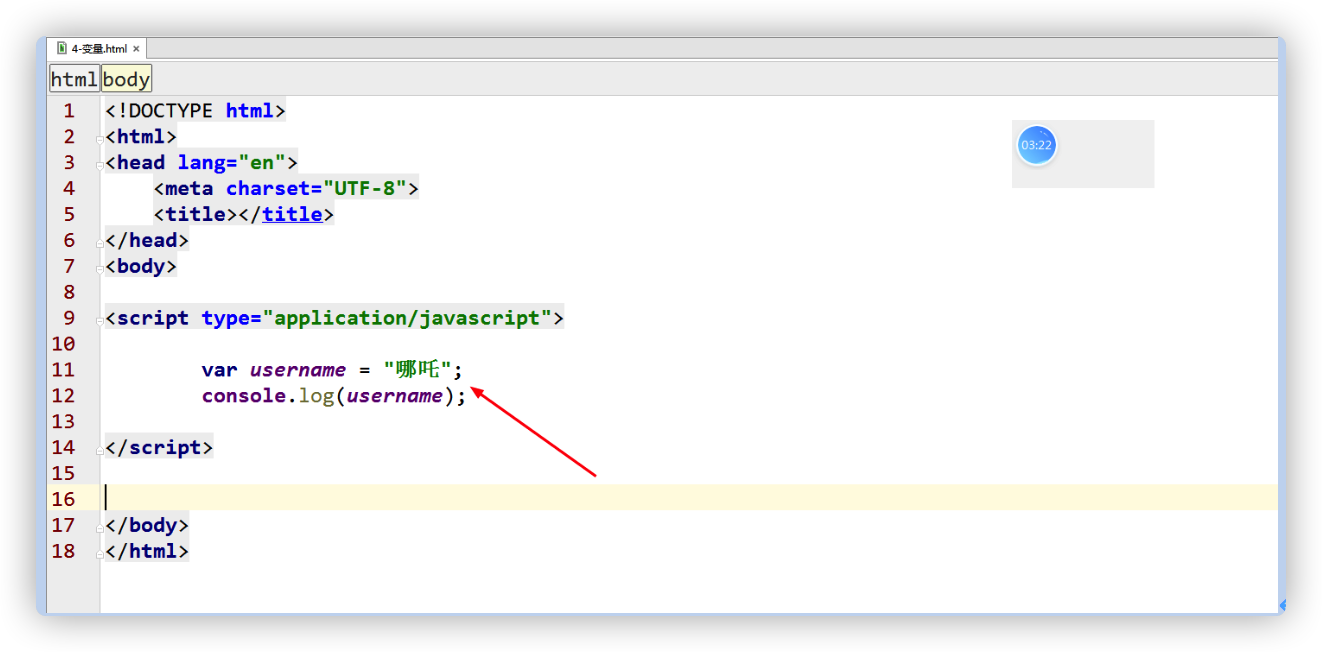 4-变量.html ×
html body
1 <!DOCTYPE html>
2 <html>
3 <head lang="en">
4     <meta charset="UTF-8">
5     <title></title>
6 </head>
7 <body>
8
9 <script type="application/javascript">
10
11         var username = "哪吒";
12         console.log(username);
13
14 </script>
15
16
17 </body>
18 </html>
03:22